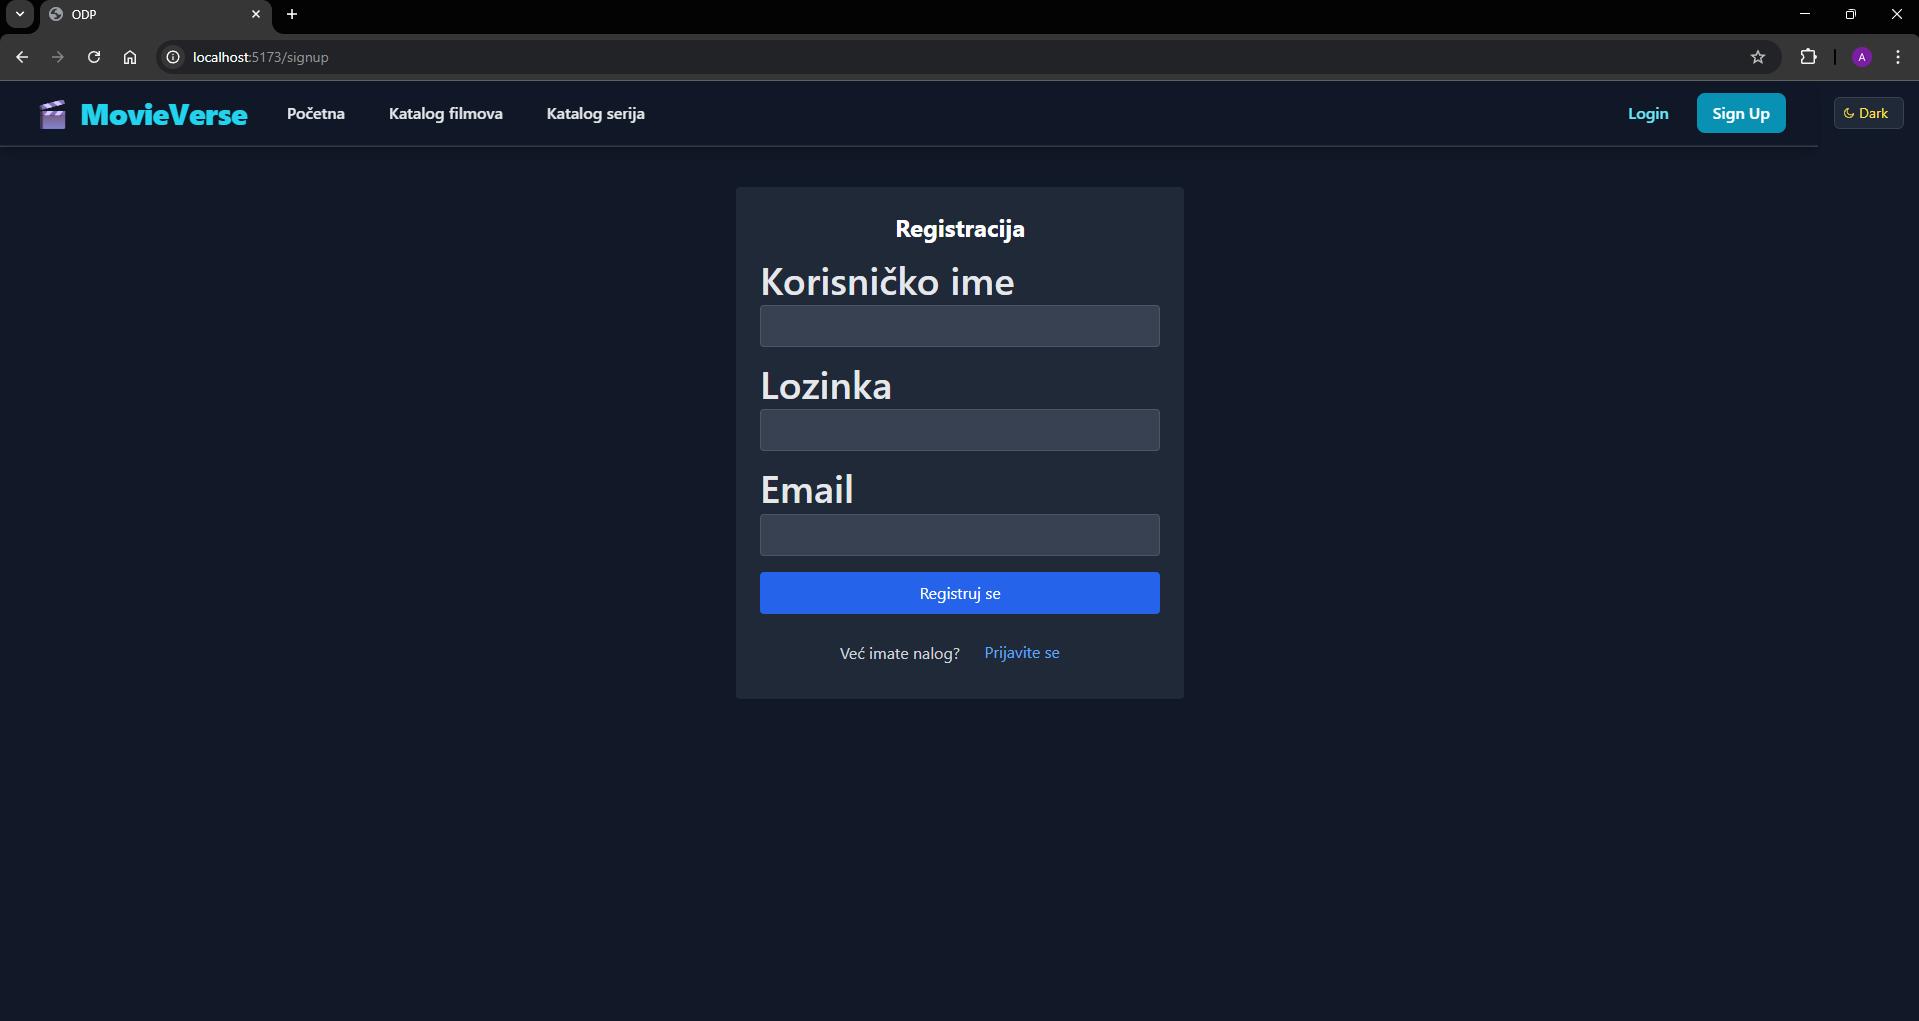 ODP
localhost:5173/signup
A
MovieVerse
Početna
Katalog filmova
Katalog serija
Login
Sign Up
Dark
Registracija
Korisničko ime
Lozinka
Email
Registruj se
Već imate nalog? Prijavite se